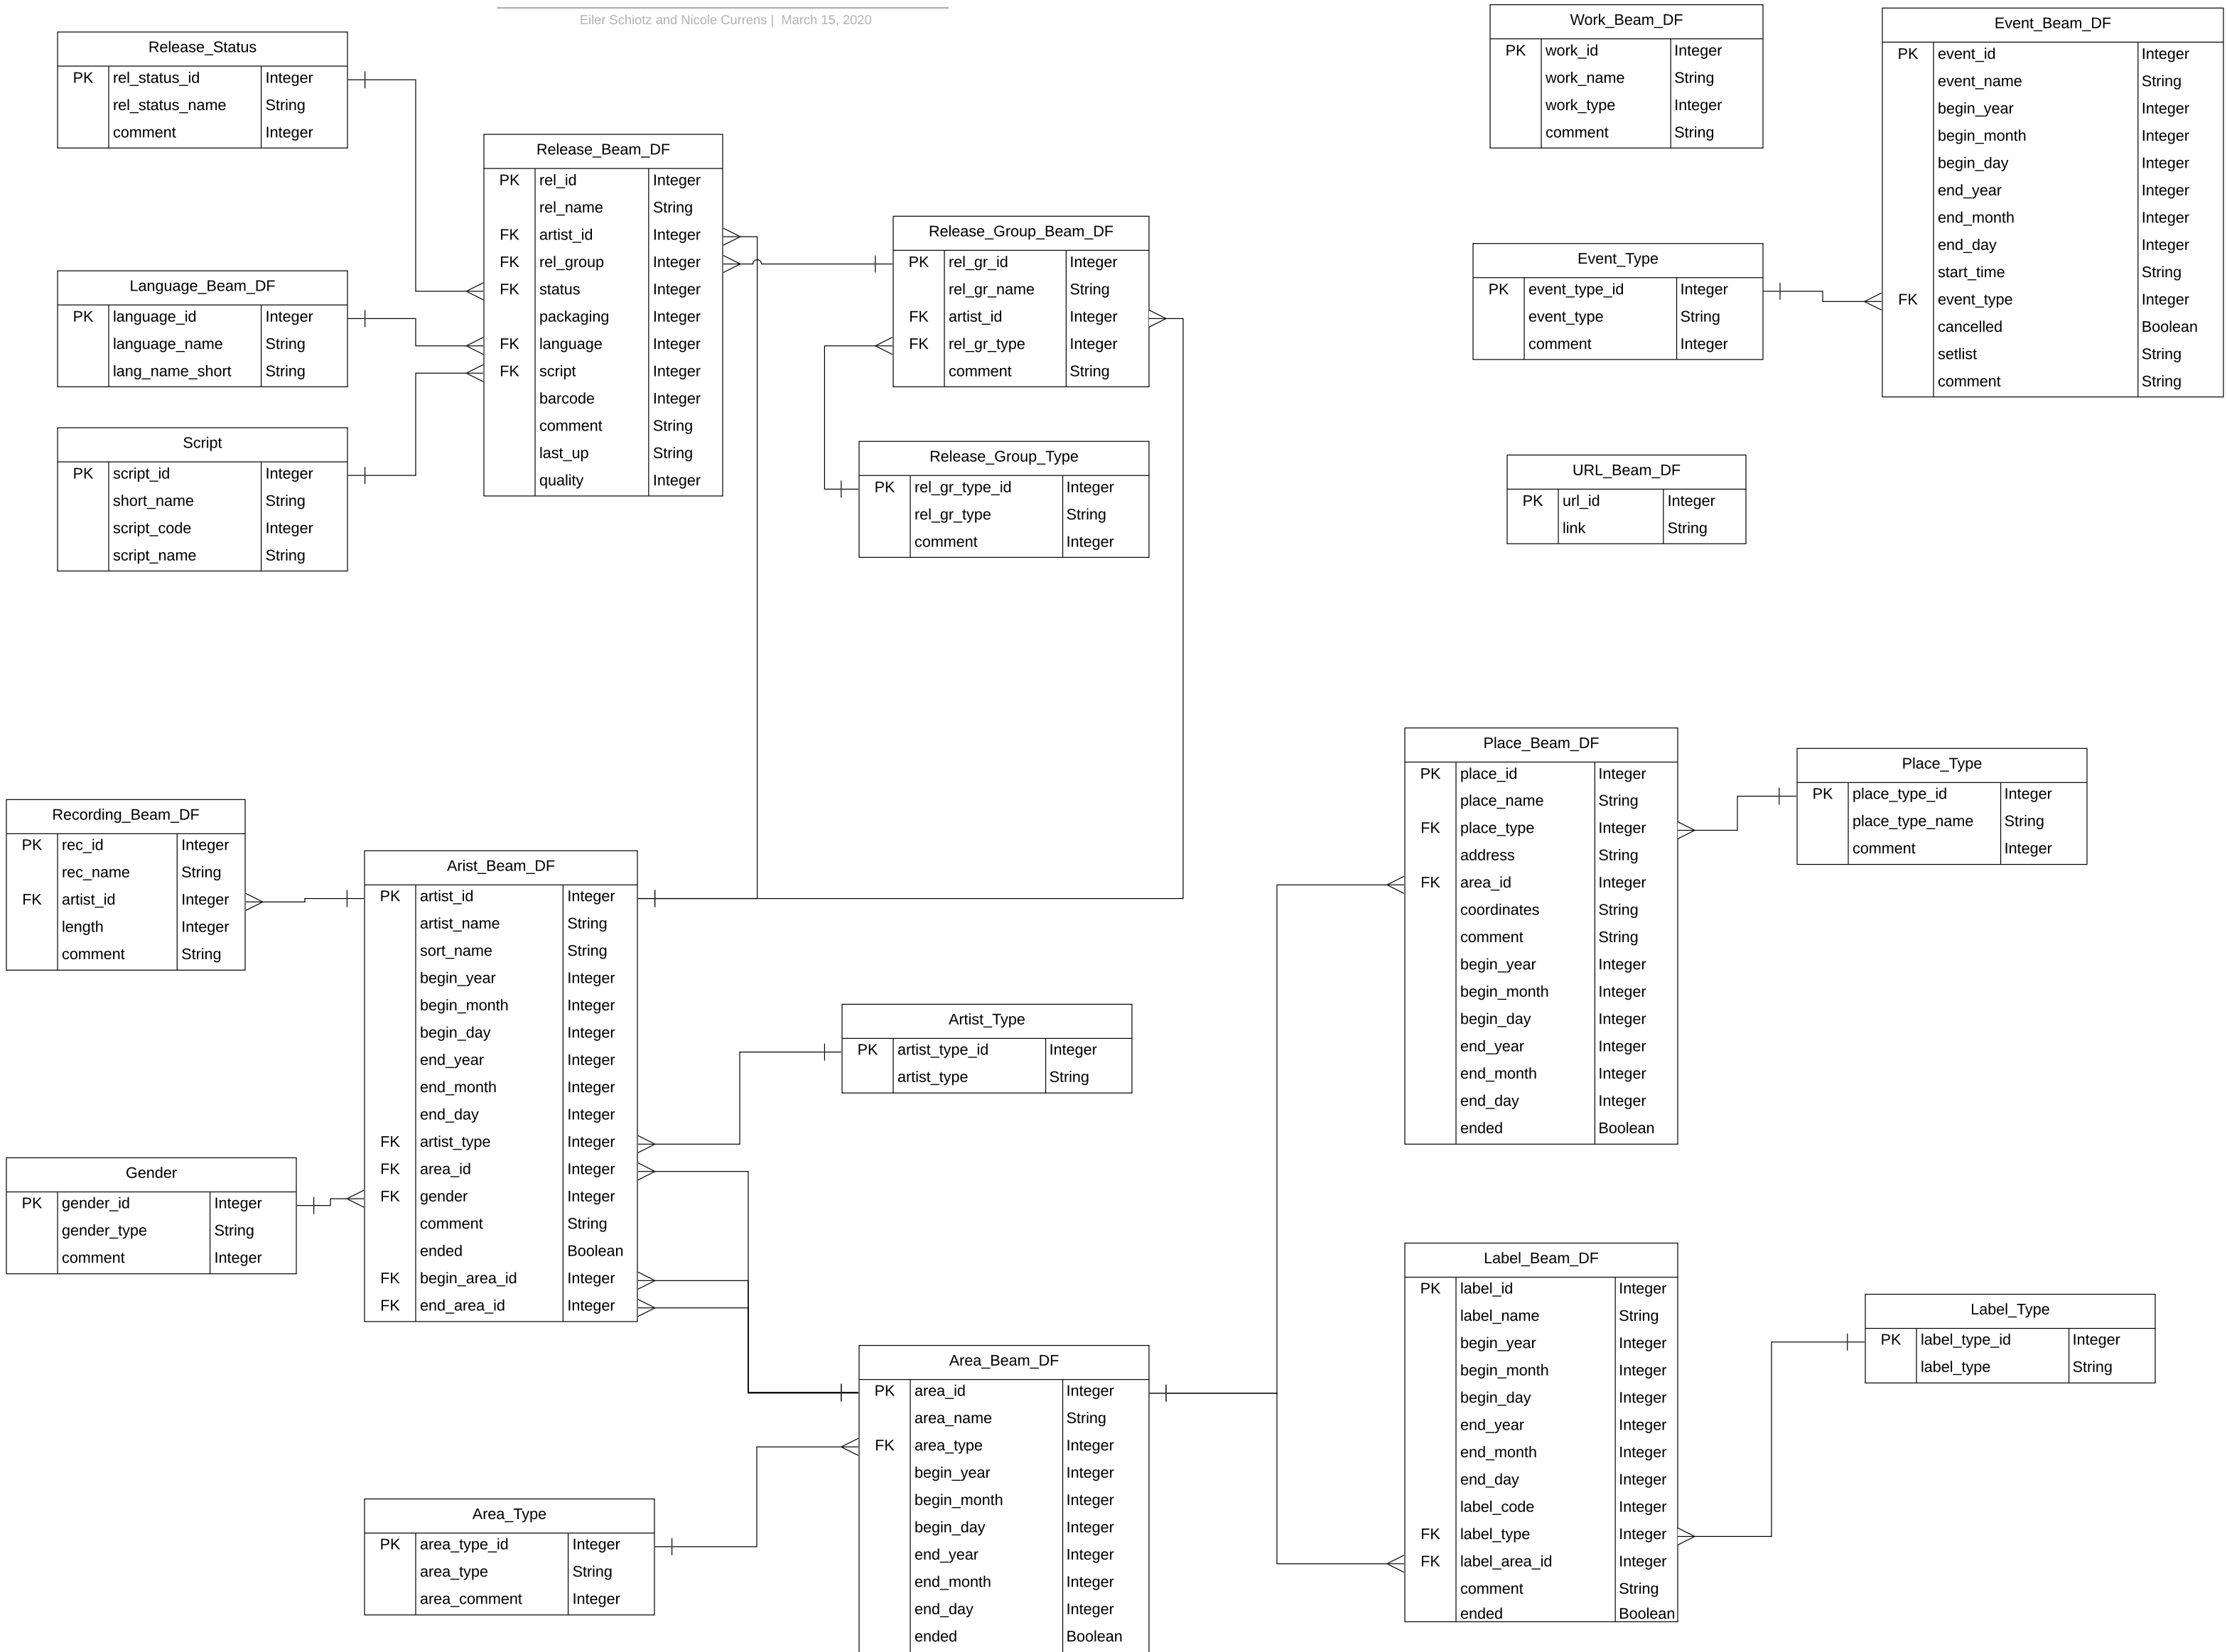 Eiler Schiotz and Nicole Currens | March 15, 2020
Release_Status
PK rel_status_id Integer
rel_status_name String
comment Integer
Language_Beam_DF
PK language_id Integer
language_name String
lang_name_short String
Script
PK script_id Integer
short_name String
script_code Integer
script_name String
Release_Beam_DF
PK rel_id Integer
rel_name String
FK artist_id Integer
FK rel_group Integer
FK status Integer
packaging Integer
FK language Integer
FK script Integer
barcode Integer
comment String
last_up String
quality Integer
Release_Group_Beam_DF
PK rel_gr_id Integer
rel_gr_name String
FK artist_id Integer
FK rel_gr_type Integer
comment String
Release_Group_Type
PK rel_gr_type_id Integer
rel_gr_type String
comment Integer
Work_Beam_DF
PK work_id Integer
work_name String
work_type Integer
comment String
Event_Type
PK event_type_id Integer
event_type String
comment Integer
URL_Beam_DF
PK url_id Integer
link String
Event_Beam_DF
PK event_id Integer
event_name String
begin_year Integer
begin_month Integer
begin_day Integer
end_year Integer
end_month Integer
end_day Integer
start_time String
FK event_type Integer
cancelled Boolean
setlist String
comment String
Recording_Beam_DF
PK rec_id Integer
rec_name String
FK artist_id Integer
length Integer
comment String
Gender
PK gender_id Integer
gender_type String
comment Integer
Arist_Beam_DF
PK artist_id Integer
artist_name String
sort_name String
begin_year Integer
begin_month Integer
begin_day Integer
end_year Integer
end_month Integer
end_day Integer
FK artist_type Integer
FK area_id Integer
FK gender Integer
comment String
ended Boolean
FK begin_area_id Integer
FK end_area_id Integer
Artist_Type
PK artist_type_id Integer
artist_type String
Area_Type
PK area_type_id Integer
area_type String
area_comment Integer
Area_Beam_DF
PK area_id Integer
area_name String
FK area_type Integer
begin_year Integer
begin_month Integer
begin_day Integer
end_year Integer
end_month Integer
end_day Integer
ended Boolean
Place_Beam_DF
PK place_id Integer
place_name String
FK place_type Integer
address String
FK area_id Integer
coordinates String
comment String
begin_year Integer
begin_month Integer
begin_day Integer
end_year Integer
end_month Integer
end_day Integer
ended Boolean
Place_Type
PK place_type_id Integer
place_type_name String
comment Integer
Label_Beam_DF
PK label_id Integer
label_name String
begin_year Integer
begin_month Integer
begin_day Integer
end_year Integer
end_month Integer
end_day Integer
label_code Integer
FK label_type Integer
FK label_area_id Integer
comment String
ended Boolean
Label_Type
PK label_type_id Integer
label_type String